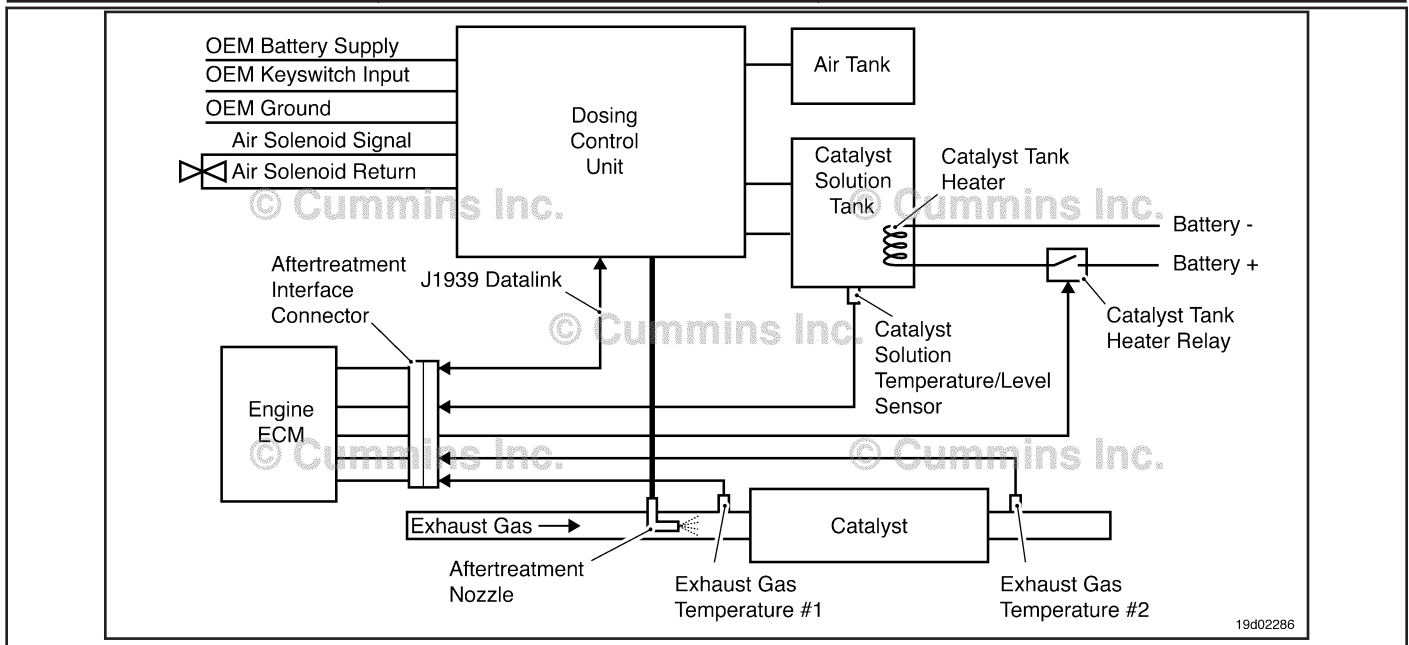 OEM Battery Supply
OEM Keyswitch Input
OEM Ground
Air Solenoid Signal
Air Solenoid Return
Dosing
Control
Unit
Air Tank
Catalyst
Solution
Tank
Catalyst Tank
Heater
Battery -
Battery +
Catalyst Tank
Heater Relay
© Cummins Inc.
© Cummins Inc.
Aftertreatment
Interface
Connector
J1939 Datalink
© Cummins Inc.
Catalyst
Solution
Temperature/Level
Sensor
Engine
ECM
© Cummins Inc.
© Cummins Inc.
Exhaust Gas
Catalyst
Aftertreatment
Nozzle
Exhaust Gas
Temperature #1
Exhaust Gas
Temperature #2
19d02286